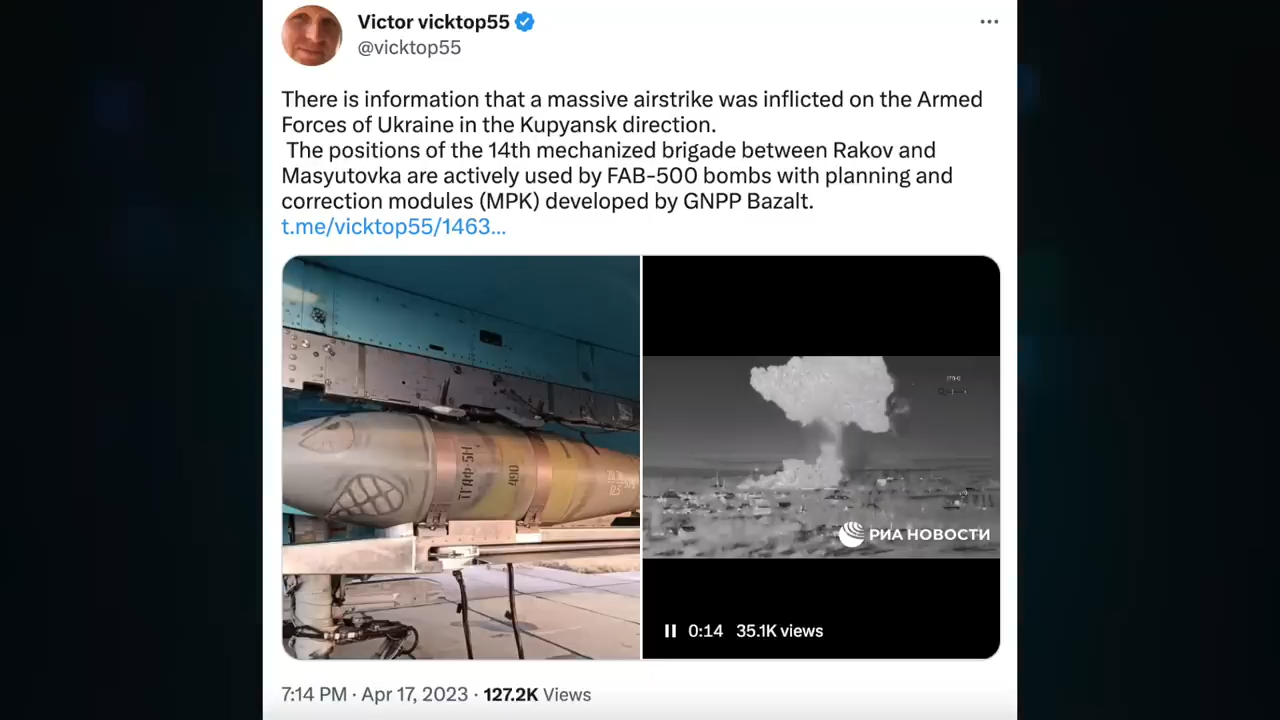 Victor vicktop55
@vicktop55
There is information that a massive airstrike was inflicted on the Armed
Forces of Ukraine in the Kupyansk direction.
The positions of the 14th mechanized brigade between Rakov and
Masyutovka are actively used by FAB-500 bombs with planning and
correction modules (MPK) developed by GNPP Bazalt.
t.me/vicktop55/1463...
ТГАФ-5Н
РИА НОВОСТИ
0:14 35.1K views
7:14 PM · Apr 17, 2023 · 127.2K Views